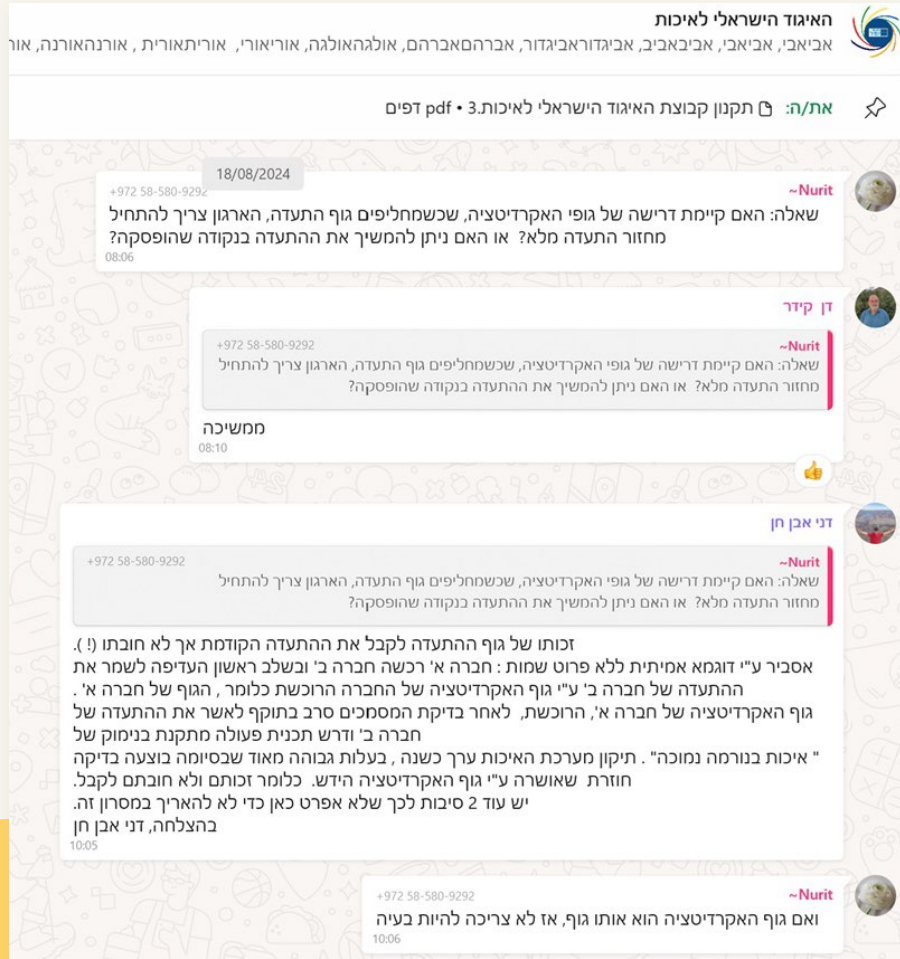 האיגוד הישראלי לאיכות
אביאבי, אביאבי, אביבאביב, אביגדוראביגדור, אברהםאברהם, אולגהאולגה, אוריאורי, אוריתאורית , אורנהאורנה, אור
את/ה: תקנון קבוצת האיגוד הישראלי לאיכות.pdf • 3 דפים
18/08/2024
~Nurit +972 58-580-9292
שאלה: האם קיימת דרישה של גופי האקרדיטציה, שכשמחליפים גוף התעדה, הארגון צריך להתחיל
מחזור התעדה מלא? או האם ניתן להמשיך את ההתעדה בנקודה שהופסקה?
08:06
דן קידר
~Nurit +972 58-580-9292
שאלה: האם קיימת דרישה של גופי האקרדיטציה, שכשמחליפים גוף התעדה, הארגון צריך להתחיל
מחזור התעדה מלא? או האם ניתן להמשיך את ההתעדה בנקודה שהופסקה?
ממשיכה
08:10
דני אבן חן
~Nurit +972 58-580-9292
שאלה: האם קיימת דרישה של גופי האקרדיטציה, שכשמחליפים גוף התעדה, הארגון צריך להתחיל
מחזור התעדה מלא? או האם ניתן להמשיך את ההתעדה בנקודה שהופסקה?
זכותו של גוף ההתעדה לקבל את ההתעדה הקודמת אך לא חובתו (! ).
אסביר ע"י דוגמא אמיתית ללא פרוט שמות : חברה א' רכשה חברה ב' ובשלב ראשון העדיפה לשמר את
ההתעדה של חברה ב' ע"י גוף האקרדיטציה של החברה הרוכשת כלומר , הגוף של חברה א' .
גוף האקרדיטציה של חברה א', הרוכשת, לאחר בדיקת המסמכים סרב בתוקף לאשר את ההתעדה של
חברה ב' ודרש תכנית פעולה מתקנת בנימוק של
" איכות בנורמה נמוכה" . תיקון מערכת האיכות ערך כשנה , בעלות גבוהה מאוד שבסיומה בוצעה בדיקה
חוזרת שאושרה ע"י גוף האקרדיטציה הידש. כלומר זכותם ולא חובתם לקבל.
יש עוד 2 סיבות לכך שלא אפרט כאן כדי לא להאריך במסרון זה.
בהצלחה, דני אבן חן
10:05
~Nurit +972 58-580-9292
ואם גוף האקרדיטציה הוא אותו גוף, אז לא צריכה להיות בעיה
10:06